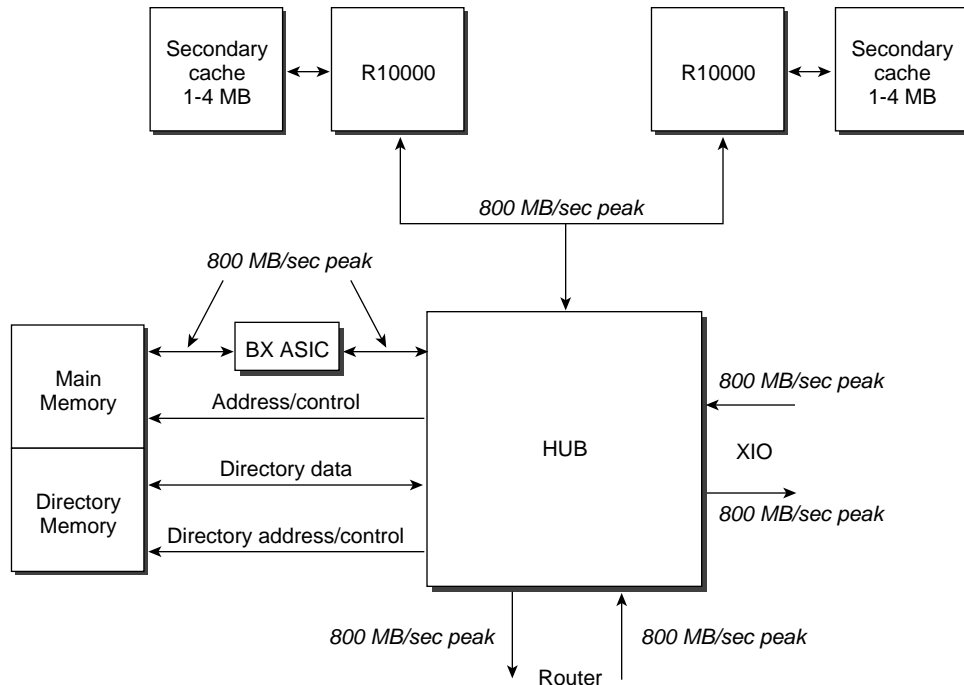 Secondary
cache
1-4 MB
R10000
R10000
Secondary
cache
1-4 MB
800 MB/sec peak
800 MB/sec peak
BX ASIC
Main
Memory
Address/control
800 MB/sec peak
HUB
XIO
Directory data
Directory
Memory
800 MB/sec peak
Directory address/control
800 MB/sec peak
800 MB/sec peak
Router